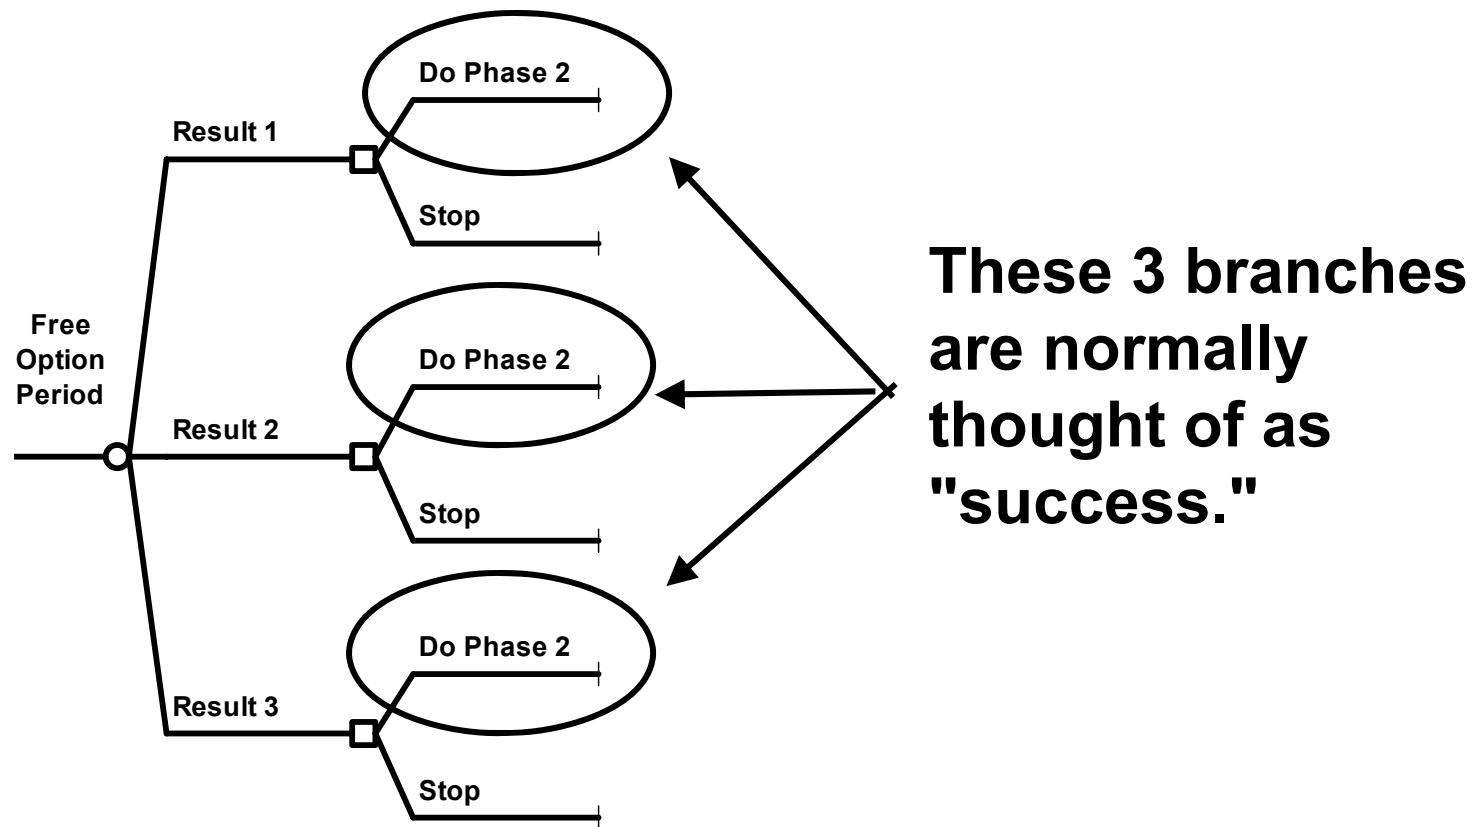 Do Phase 2
Result 1
Stop
Free
Option
Period
Do Phase 2
Result 2
Stop
Do Phase 2
Result 3
Stop
These 3 branches
are normally
thought of as
"success."